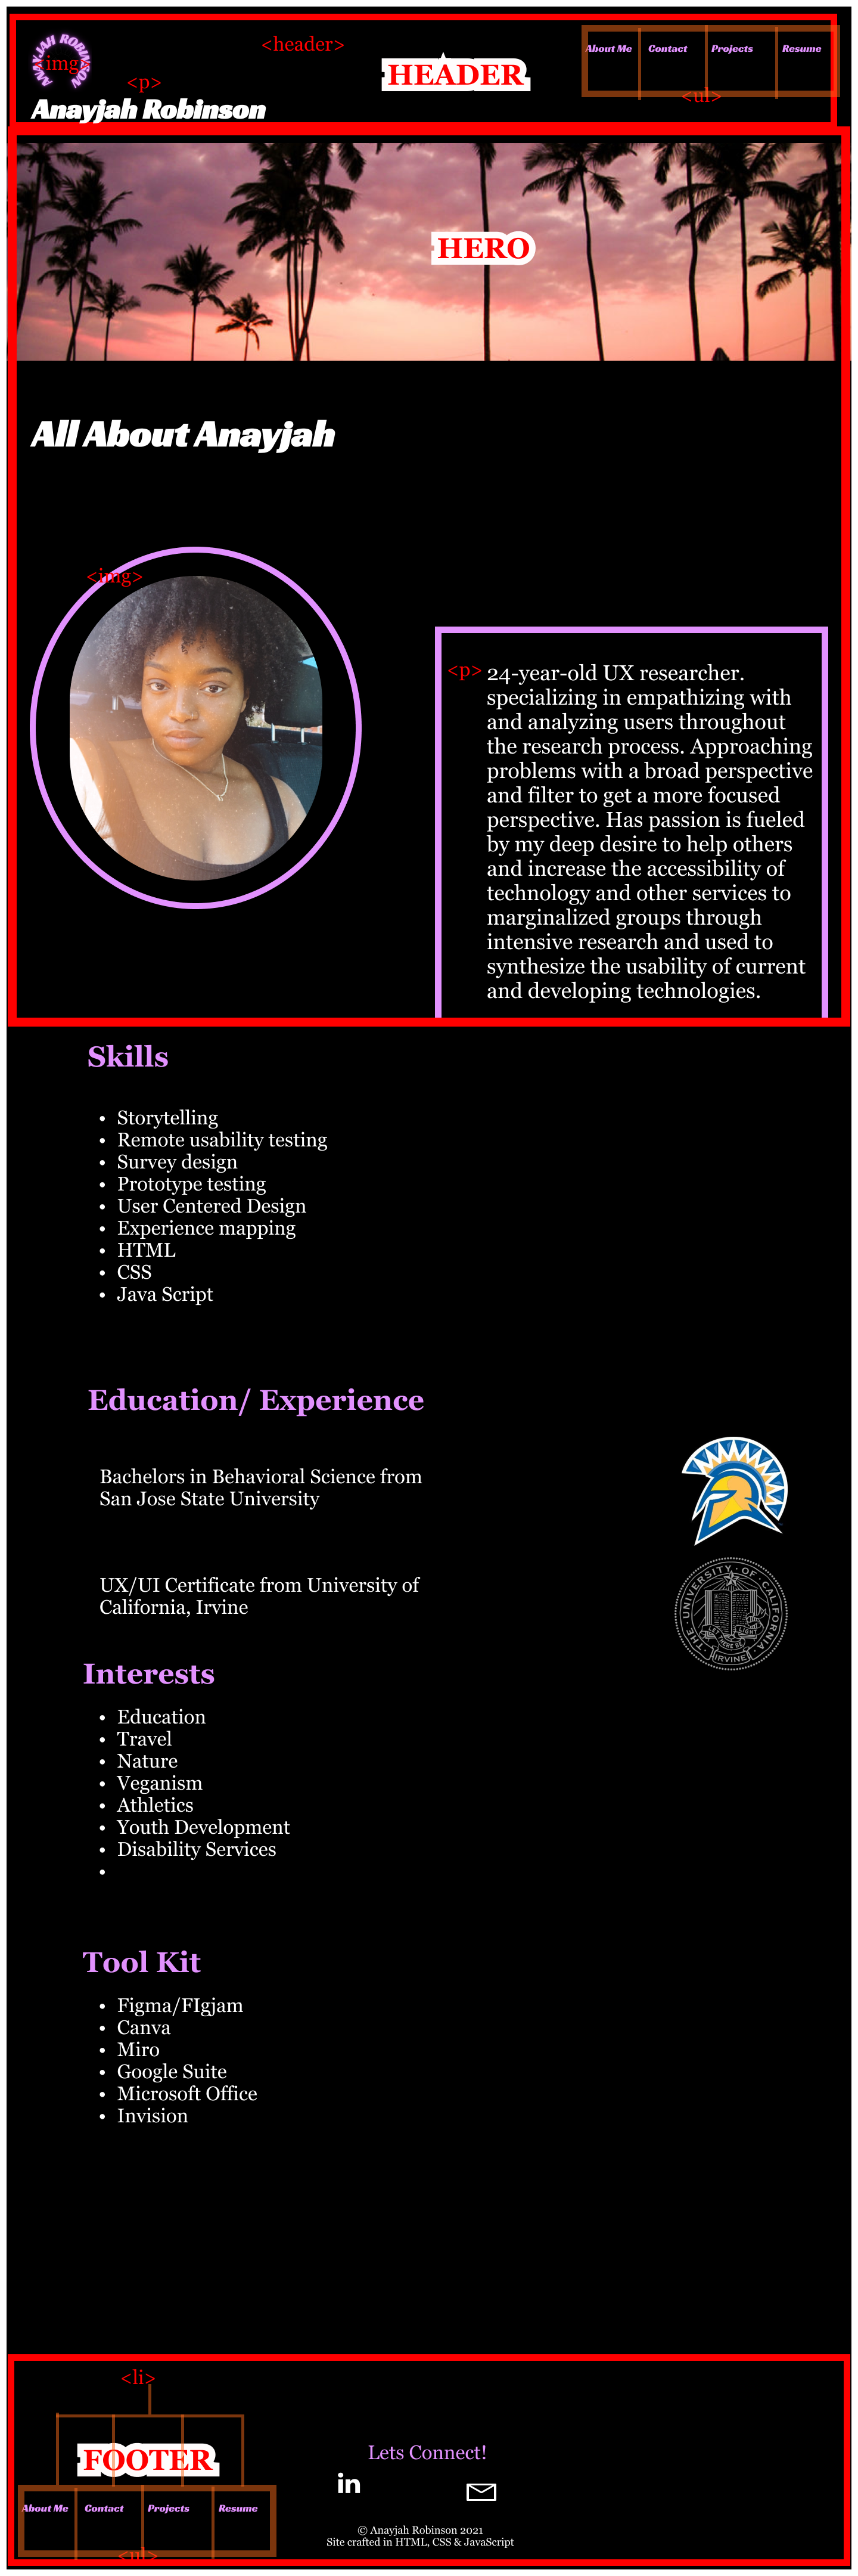 <header>
ANAYJAH ROBINSON
<img>
<p>
HEADER
Anayjah Robinson
About Me Contact Projects Resume
<ul>
HERO
All About Anayjah
<img>
<p> 24-year-old UX researcher.
specializing in empathizing with
and analyzing users throughout
the research process. Approaching
problems with a broad perspective
and filter to get a more focused
perspective. Has passion is fueled
by my deep desire to help others
and increase the accessibility of
technology and other services to
marginalized groups through
intensive research and used to
synthesize the usability of current
and developing technologies.
Skills
• Storytelling
• Remote usability testing
• Survey design
• Prototype testing
• User Centered Design
• Experience mapping
• HTML
• CSS
• Java Script
Education/ Experience
Bachelors in Behavioral Science from
San Jose State University
UX/UI Certificate from University of
California, Irvine
THE UNIVERSITY OF CALIFORNIA
LET THERE BE LIGHT
IRVINE
Interests
• Education
• Travel
• Nature
• Veganism
• Athletics
• Youth Development
• Disability Services
•
Tool Kit
• Figma/FIgjam
• Canva
• Miro
• Google Suite
• Microsoft Office
• Invision
<li>
FOOTER
About Me Contact Projects Resume
<ul>
Lets Connect!
in
© Anayjah Robinson 2021
Site crafted in HTML, CSS & JavaScript